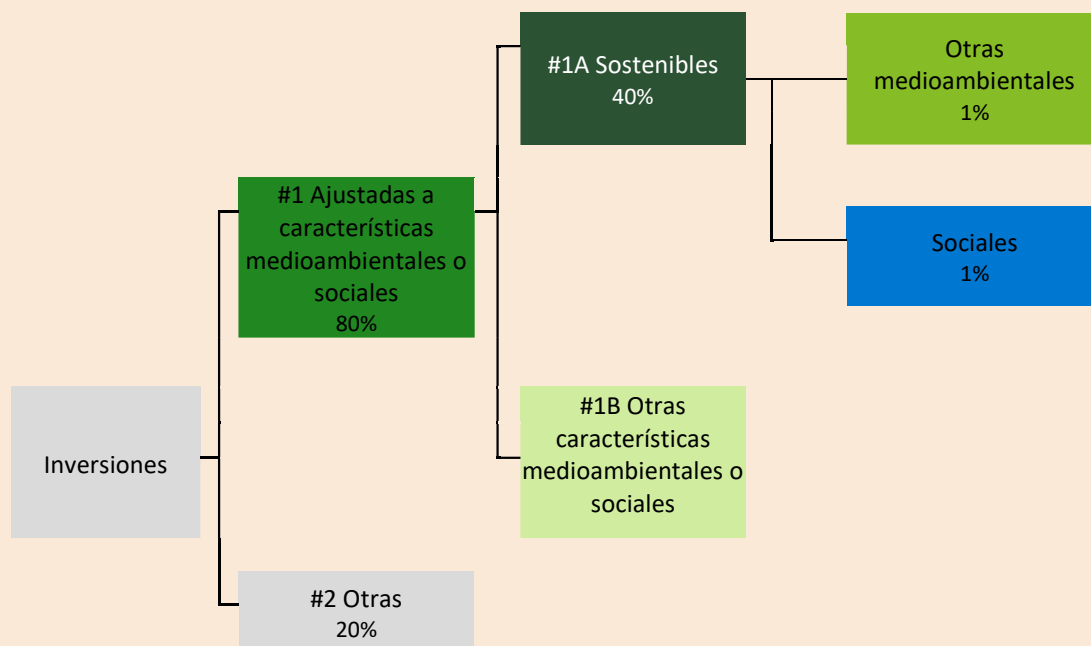 #1A Sostenibles
40%
Otras
medioambientales
1%
#1 Ajustadas a
características
medioambientales o
sociales
80%
Sociales
1%
Inversiones
#1B Otras
características
medioambientales o
sociales
#2 Otras
20%